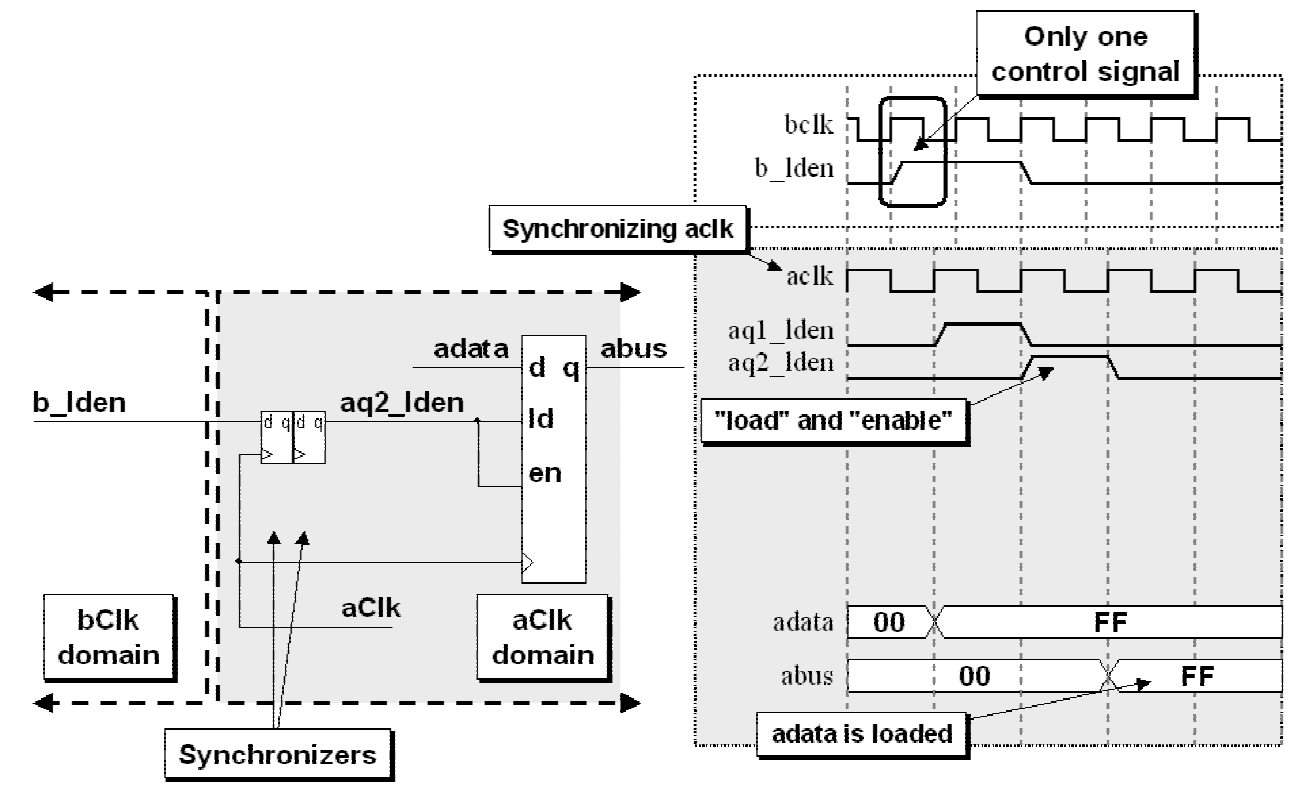 Only one
control signal
bclk
b_lden
Synchronizing aclk
aclk
aq1_lden
aq2_lden
"load" and "enable"
adata
abus
d q
b_lden
aq2_lden
d q d q
ld
en
aClk
bClk
domain
aClk
domain
Synchronizers
adata
00
FF
abus
00
FF
adata is loaded